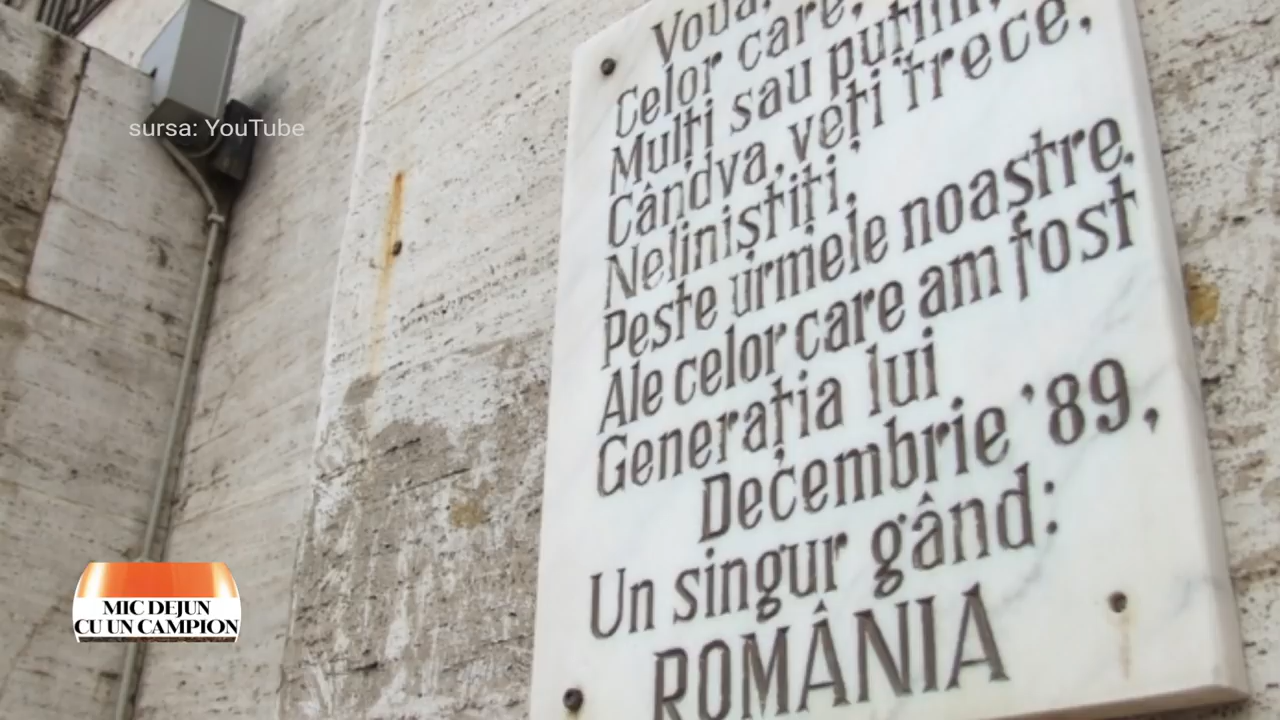 Vouă,
Celor care,
Mulți sau puțini,
Cândva, veți trece,
Neliniștiți,
Peste urmele noastre,
Ale celor care am fost
Generația lui
Decembrie '89,
Un singur gând:
ROMÂNIA
sursa: YouTube
MIC DEJUN
CU UN CAMPION